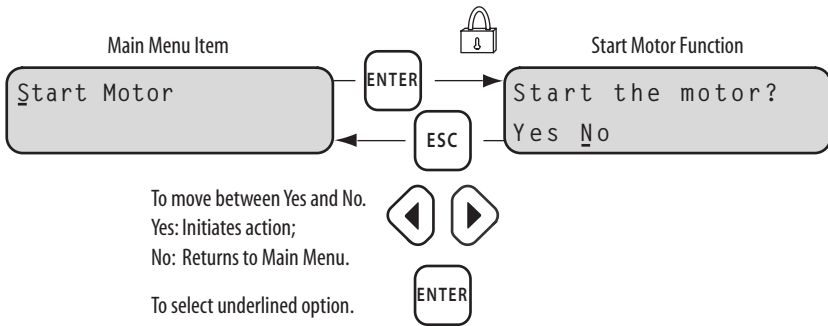 Main Menu Item
Start Motor Function
Start Motor
ENTER
Start the motor?
Yes No
ESC
To move between Yes and No.
Yes: Initiates action;
No: Returns to Main Menu.
To select underlined option.
ENTER